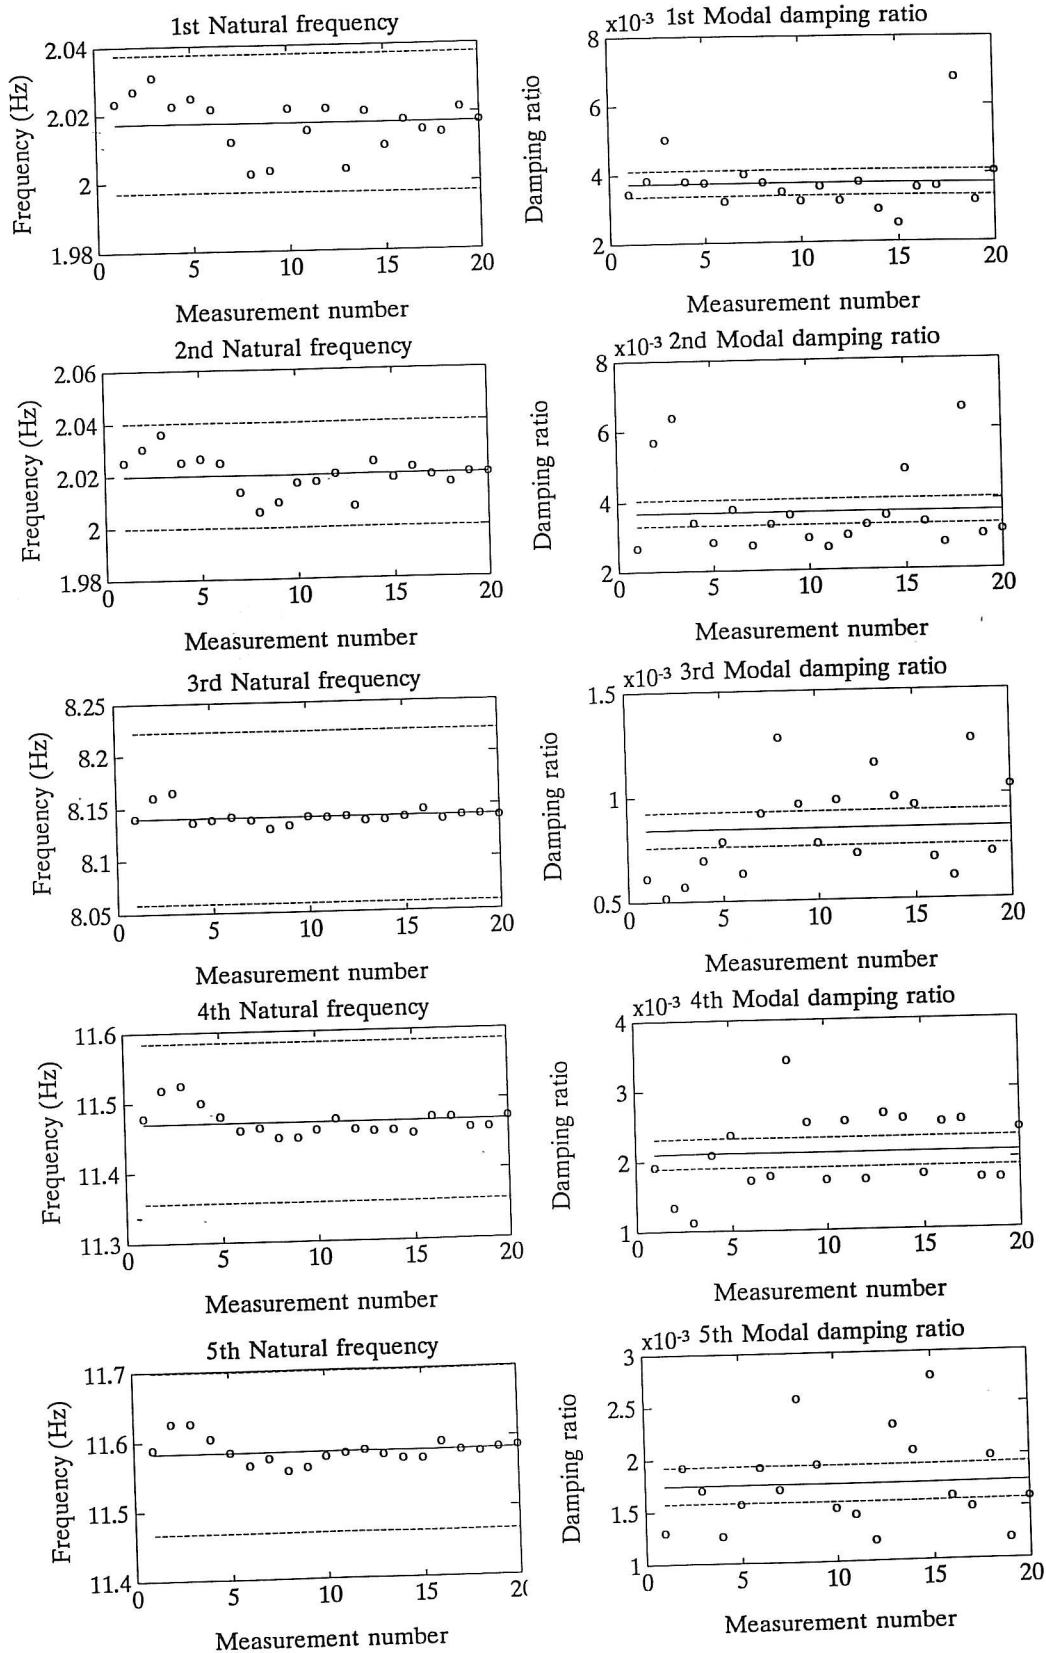 1st Natural frequency
2.04
2.02
2
1.98
0 5 10 15 20
Frequency (Hz)
Measurement number
x10-3 1st Modal damping ratio
8
6
4
2
0 5 10 15 20
Damping ratio
Measurement number
2nd Natural frequency
2.06
2.04
2.02
2
1.98
0 5 10 15 20
Frequency (Hz)
Measurement number
x10-3 2nd Modal damping ratio
8
6
4
2
0 5 10 15 20
Damping ratio
Measurement number
3rd Natural frequency
8.25
8.2
8.15
8.1
8.05
0 5 10 15 20
Frequency (Hz)
Measurement number
x10-3 3rd Modal damping ratio
1.5
1
0.5
0 5 10 15 20
Damping ratio
Measurement number
4th Natural frequency
11.6
11.5
11.4
11.3
0 5 10 15 20
Frequency (Hz)
Measurement number
x10-3 4th Modal damping ratio
4
3
2
1
0 5 10 15 20
Damping ratio
Measurement number
5th Natural frequency
11.7
11.6
11.5
11.4
0 5 10 15 20
Frequency (Hz)
Measurement number
x10-3 5th Modal damping ratio
3
2.5
2
1.5
1
0 5 10 15 20
Damping ratio
Measurement number